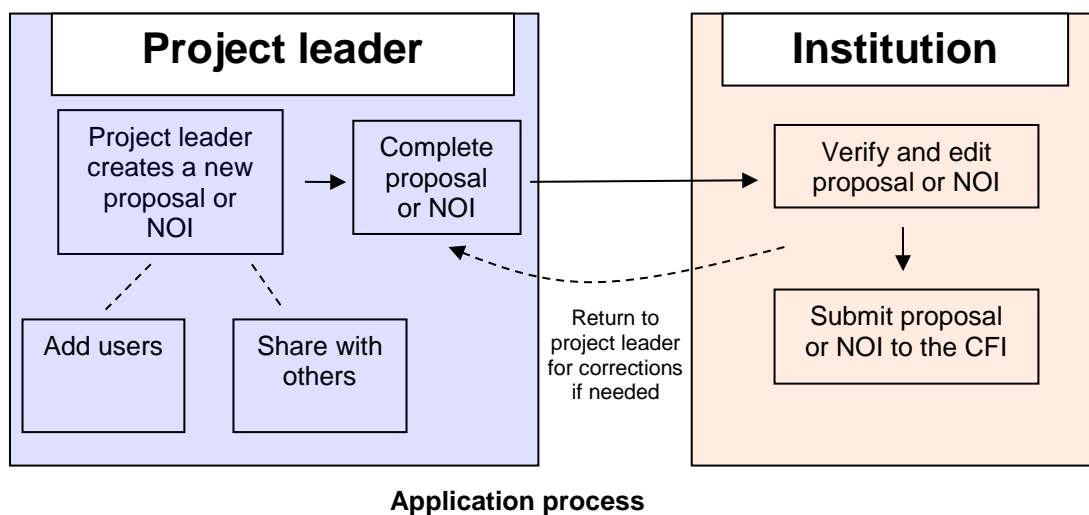 Project leader
Project leader
creates a new
proposal or
NOI
Complete
proposal
or NOI
Add users
Share with
others
Return to
project leader
for corrections
if needed
Institution
Verify and edit
proposal or NOI
Submit proposal
or NOI to the CFI
Application process